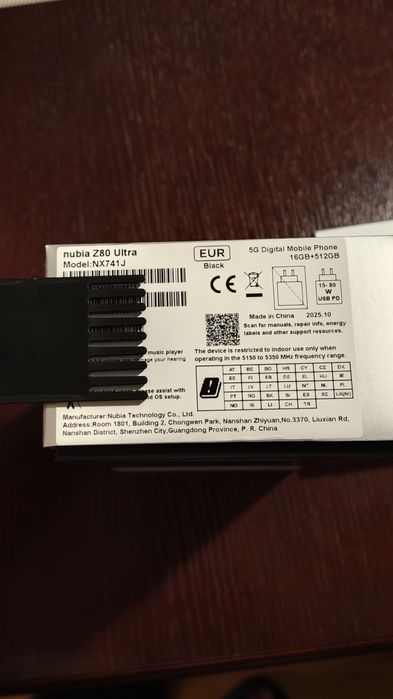 nubia Z80 Ultra
Model:NX741J
EUR
Black
5G Digital Mobile Phone
16GB+512GB
CE
15-80
W
USB PD
Made in China 2025.10
Scan for manuals, repair info, energy
labels and other support resources.
The device is restricted to indoor use only when
operating in the 5150 to 5350 MHz frequency range.
music player
your hearing
assist with
OS setup.
AT BE BG HR CY CZ DK
EE FI FR DE EL HU IE
IT LV LT LU MT NL PL
PT RO SK SI ES SE UK(NI)
NO IS LI CH TR
Manufacturer:Nubia Technology Co., Ltd.
Address:Room 1801, Building 2, Chongwen Park, Nanshan Zhiyuan,No.3370, Liuxian Rd,
Nanshan District, Shenzhen City,Guangdong Province, P. R. China